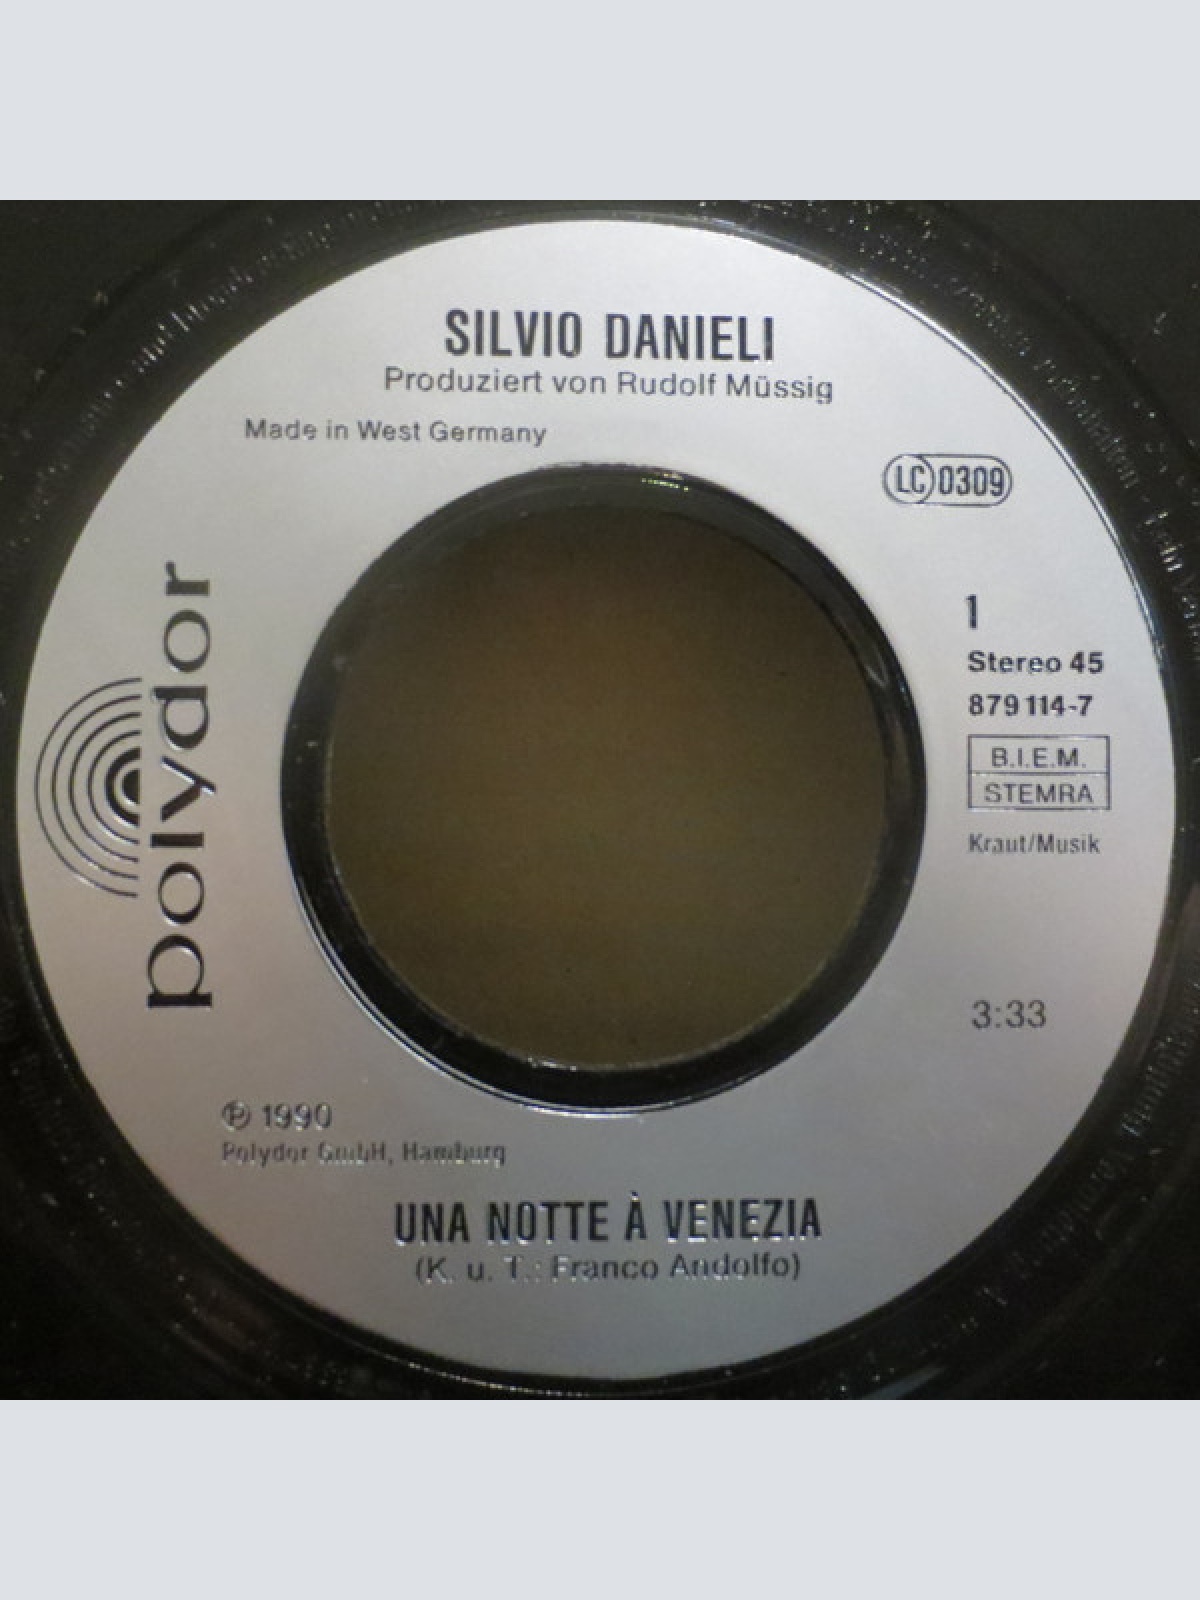 SILVIO DANIELI
Produziert von Rudolf Müssig
Made in West Germany
LC 0309
polydor
1
Stereo 45
879 114-7
B.I.E.M.
STEMRA
Kraut/Musik
3:33
℗ 1990
Polydor GmbH, Hamburg
UNA NOTTE À VENEZIA
(K. u. T.: Franco Andolfo)